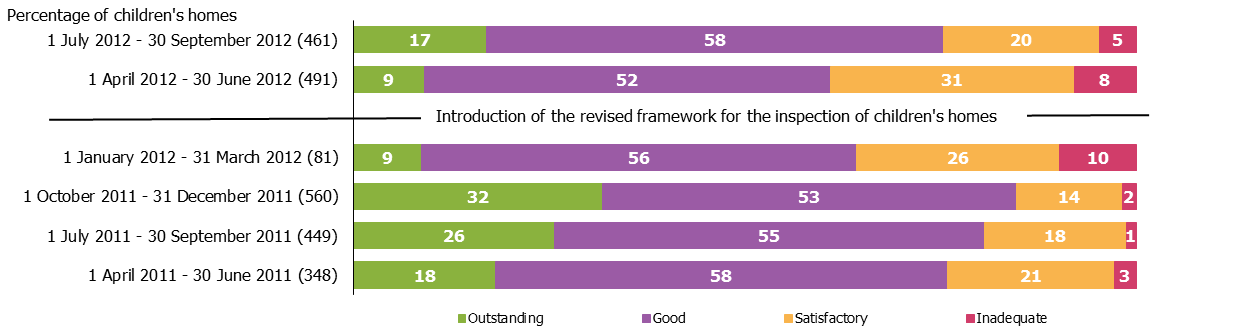 Percentage of children's homes
1 July 2012 - 30 September 2012 (461) 17 58 20 5
1 April 2012 - 30 June 2012 (491) 9 52 31 8
Introduction of the revised framework for the inspection of children's homes
1 January 2012 - 31 March 2012 (81) 9 56 26 10
1 October 2011 - 31 December 2011 (560) 32 53 14 2
1 July 2011 - 30 September 2011 (449) 26 55 18 1
1 April 2011 - 30 June 2011 (348) 18 58 21 3
Outstanding Good Satisfactory Inadequate